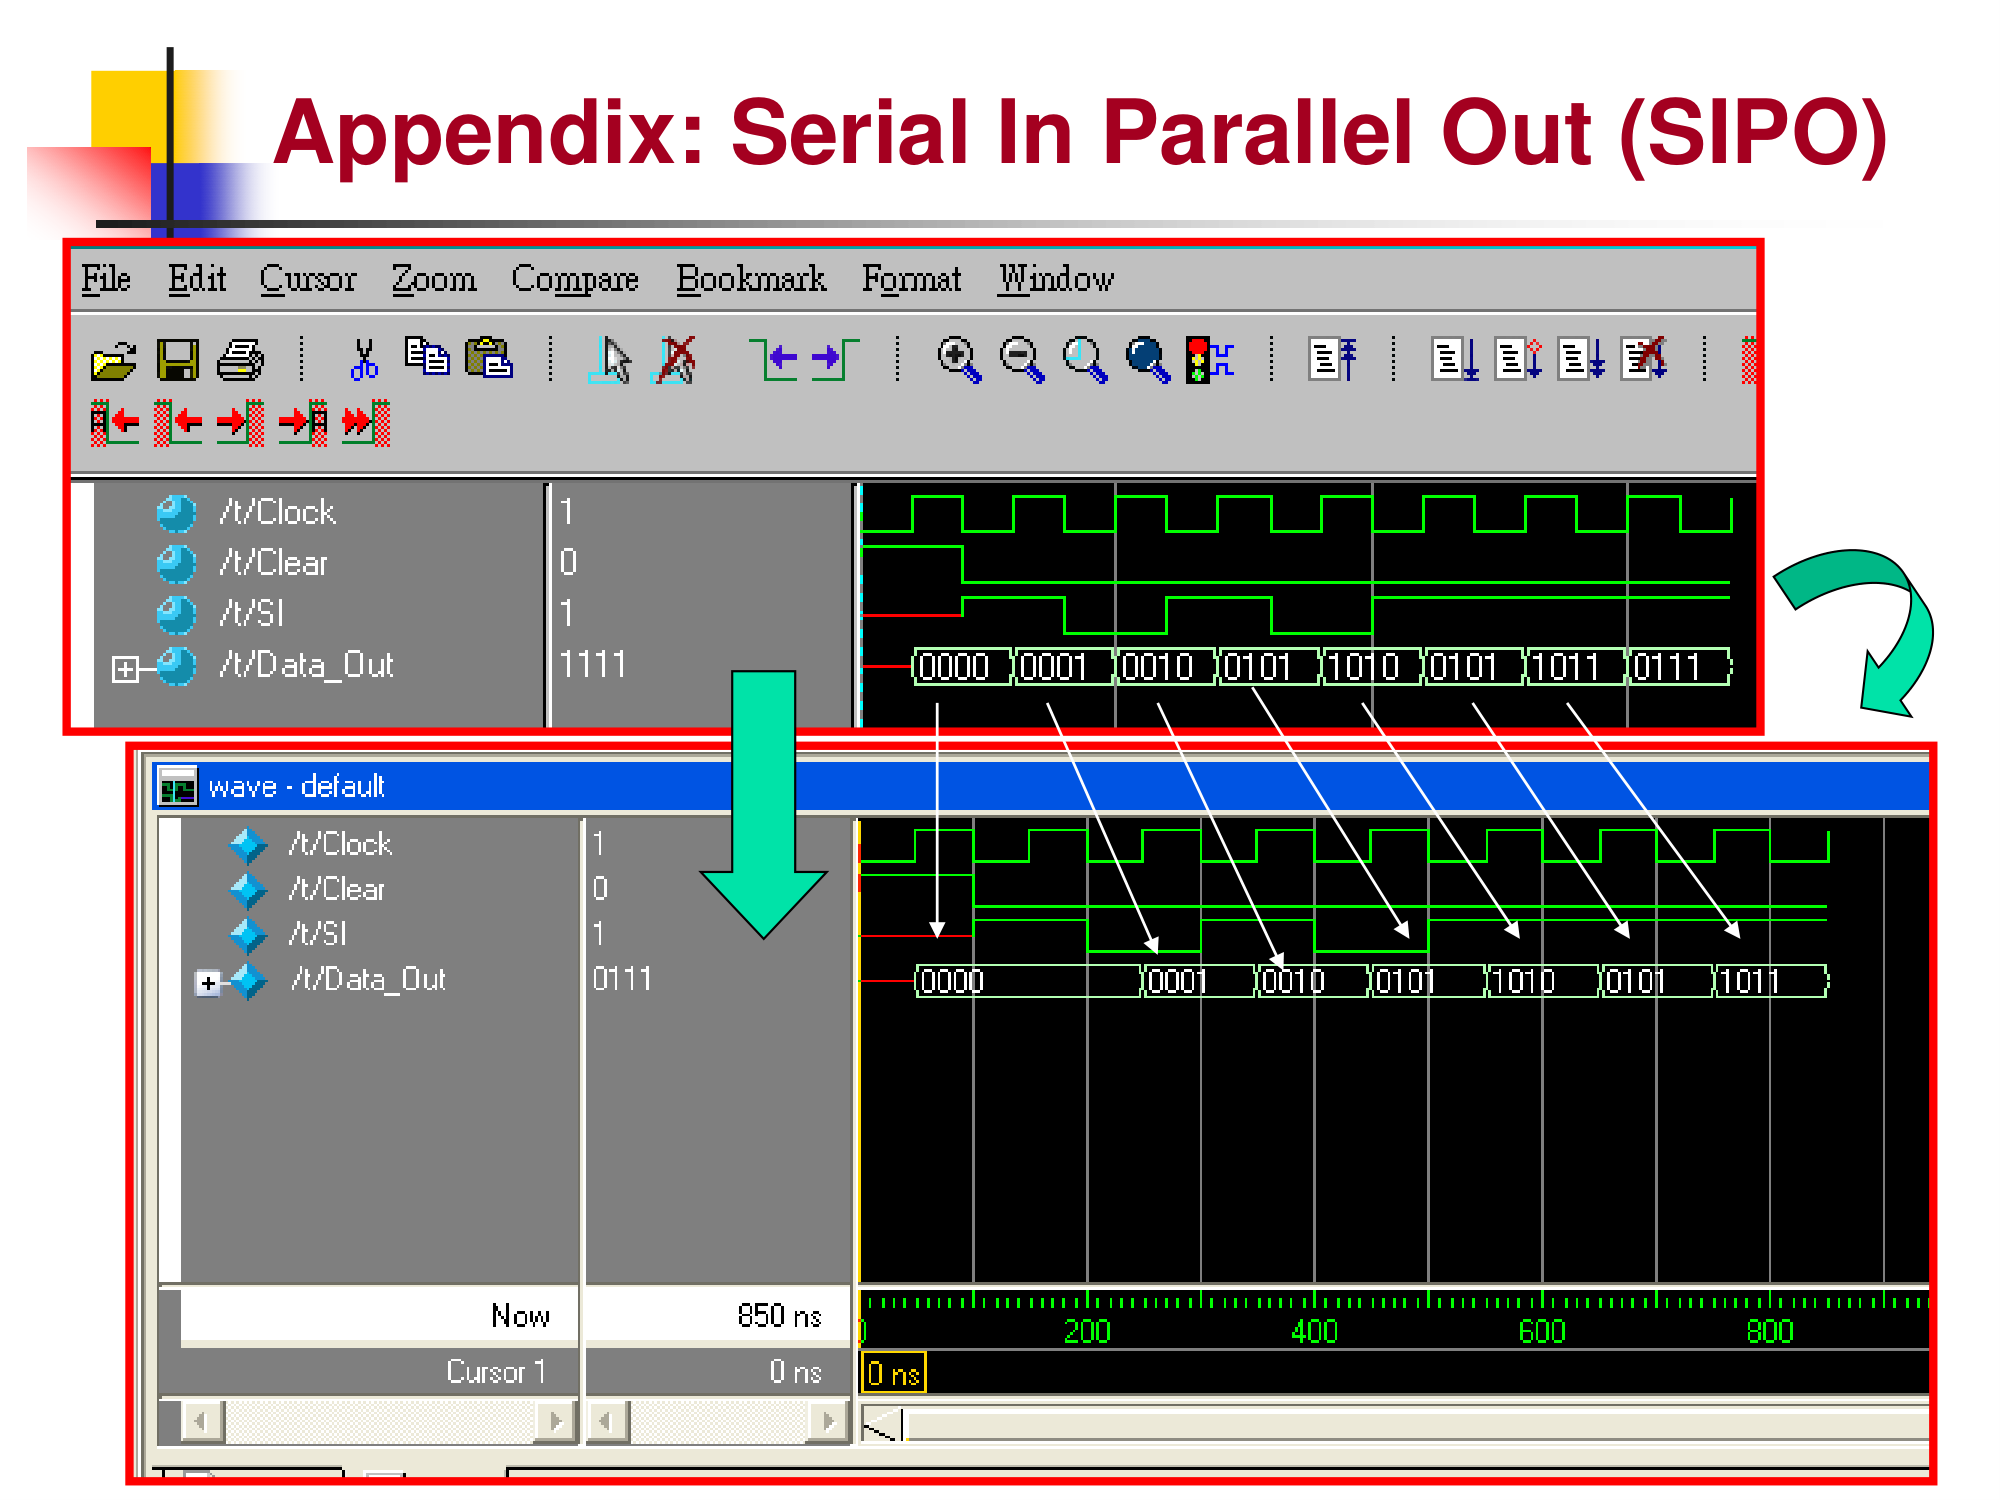 Appendix: Serial In Parallel Out (SIPO)
File Edit Cursor Zoom Compare Bookmark Format Window
/t/Clock 1
/t/Clear 0
/t/SI 1
/t/Data_Out 1111 0000 0001 0010 0101 1010 0101 1011 0111
wave - default
/t/Clock 1
/t/Clear 0
/t/SI 1
/t/Data_Out 0111 0000 0001 0010 0101 1010 0101 1011
Now 850 ns 200 400 600 800
Cursor 1 0 ns 0 ns